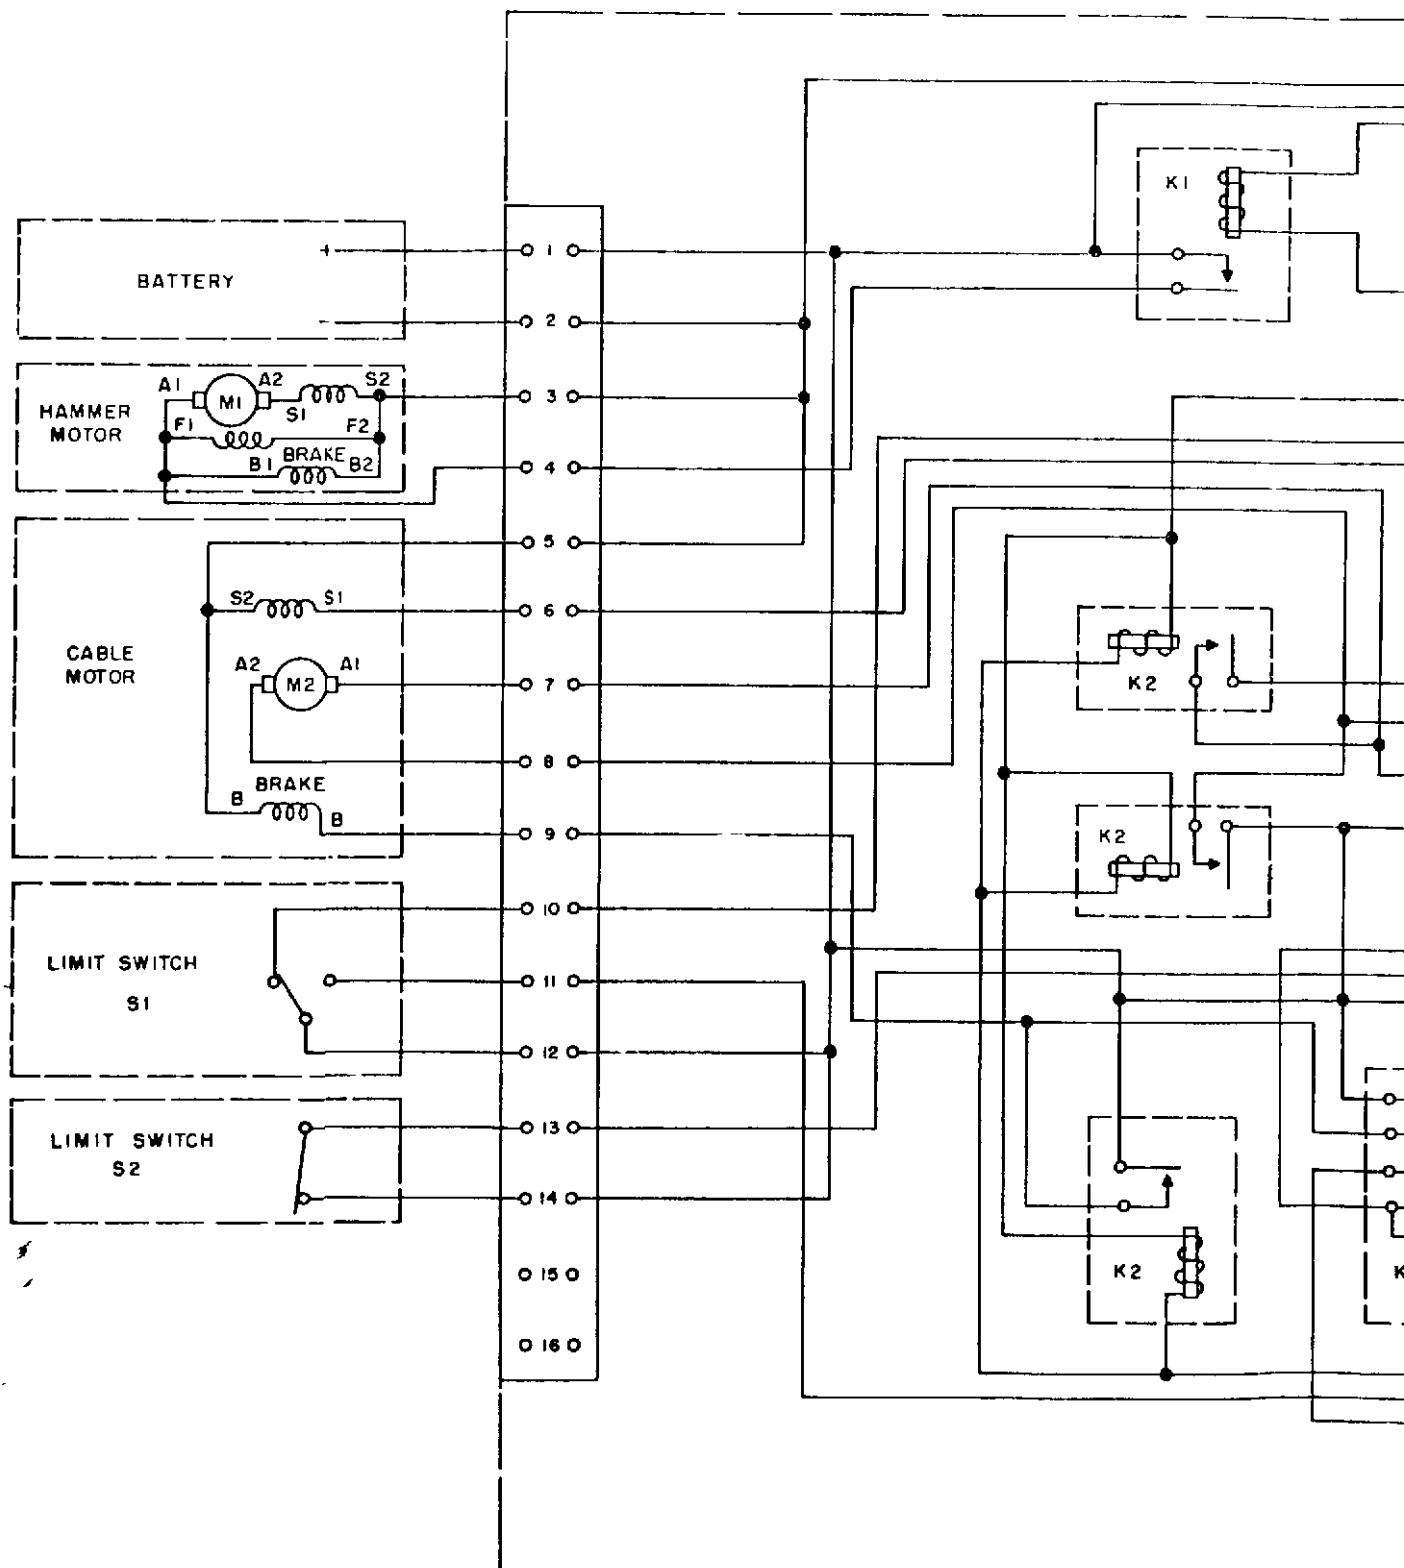 K1
+
1
BATTERY
-
2
A1 A2 S2
M1
S1
3
HAMMER
MOTOR
F1 F2
BRAKE
B1 B2
4
5
S2 S1
6
CABLE
MOTOR
A2 A1
M2
7
K2
8
BRAKE
B B
9
K2
10
LIMIT SWITCH
S1
11
12
13
LIMIT SWITCH
S2
14
15
K2
K
16